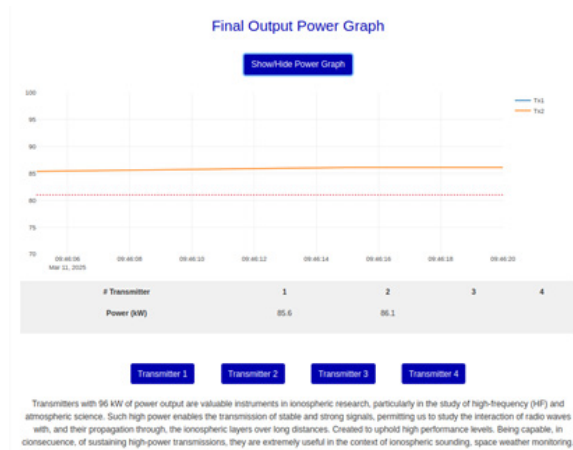 Final Output Power Graph
Show/Hide Power Graph
100
Tx1
95
Tx2
90
85
80
75
70
09:46:06 09:46:08 09:46:10 09:46:12 09:46:14 09:46:16 09:46:18 09:46:20
Mar 11, 2025
# Transmitter 1 2 3 4
Power (kW) 85.6 86.1
Transmitter 1 Transmitter 2 Transmitter 3 Transmitter 4
Transmitters with 96 kW of power output are valuable instruments in ionospheric research, particularly in the study of high-frequency (HF) and
atmospheric science. Such high power enables the transmission of stable and strong signals, permitting us to study the interaction of radio waves
with, and their propagation through, the ionospheric layers over long distances. Created to uphold high performance levels. Being capable, in
consecuence, of sustaining high-power transmissions, they are extremely useful in the context of ionospheric sounding, space weather monitoring,